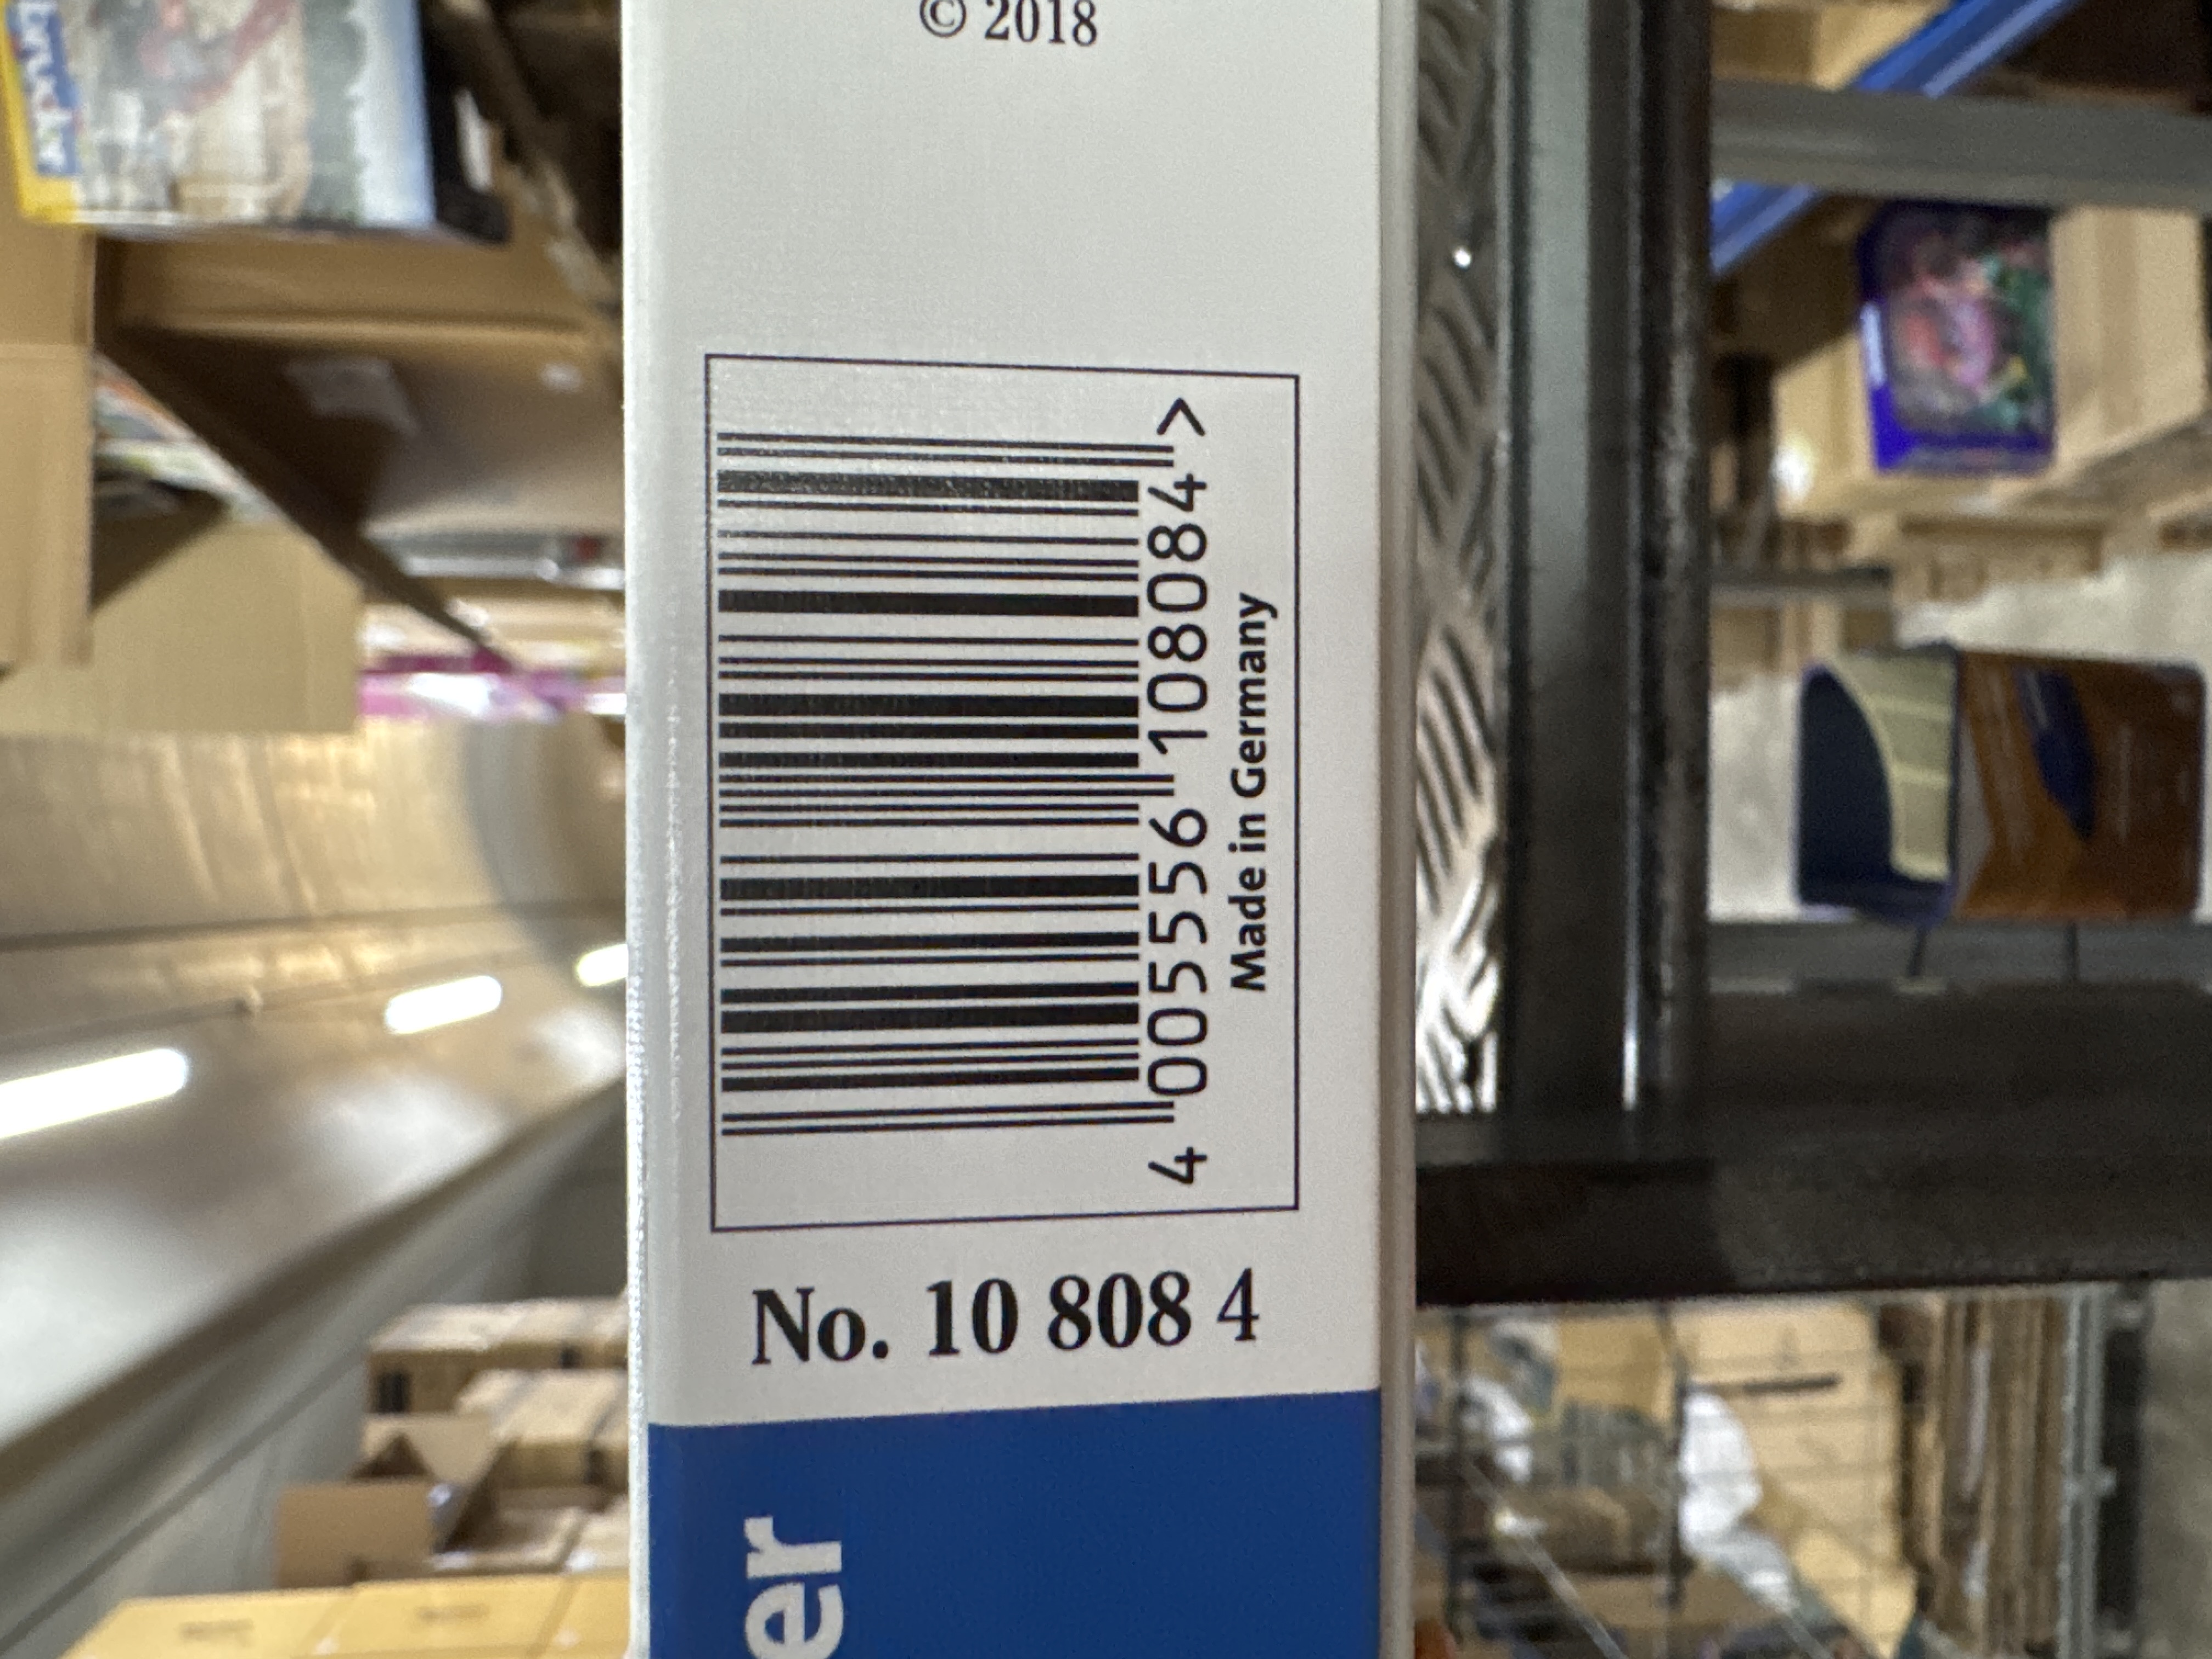 © 2018
4 005556 108084 >
Made in Germany
No. 10 808 4
er